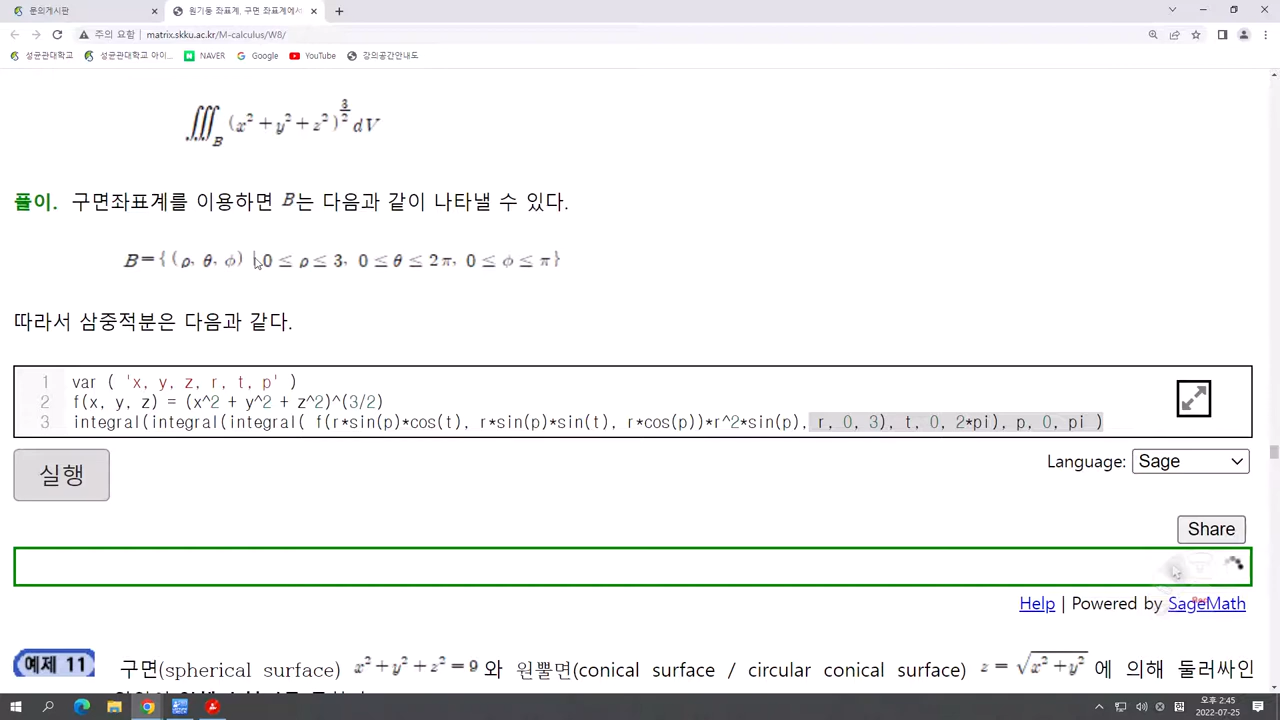 문의게시판
원기둥 좌표계, 구면 좌표계에서
주의 요함 | matrix.skku.ac.kr/M-calculus/W8/
성균관대학교 성균관대학교 아이... NAVER Google YouTube 강의공간안내도
∭_B (x²+y²+z²)^(3/2) dV
풀이. 구면좌표계를 이용하면 B는 다음과 같이 나타낼 수 있다.
B={(ρ, θ, φ) | 0 ≤ ρ ≤ 3, 0 ≤ θ ≤ 2π, 0 ≤ φ ≤ π}
따라서 삼중적분은 다음과 같다.
1 var ( 'x, y, z, r, t, p' )
2 f(x, y, z) = (x^2 + y^2 + z^2)^(3/2)
3 integral(integral(integral( f(r*sin(p)*cos(t), r*sin(p)*sin(t), r*cos(p))*r^2*sin(p), r, 0, 3), t, 0, 2*pi), p, 0, pi )
실행
Language: Sage
Share
Help | Powered by SageMath
예제 11 구면(spherical surface) x²+y²+z²=9 와 원뿔면(conical surface / circular conical surface) z=√(x²+y²) 에 의해 둘러싸인
오후 2:45
2022-07-25